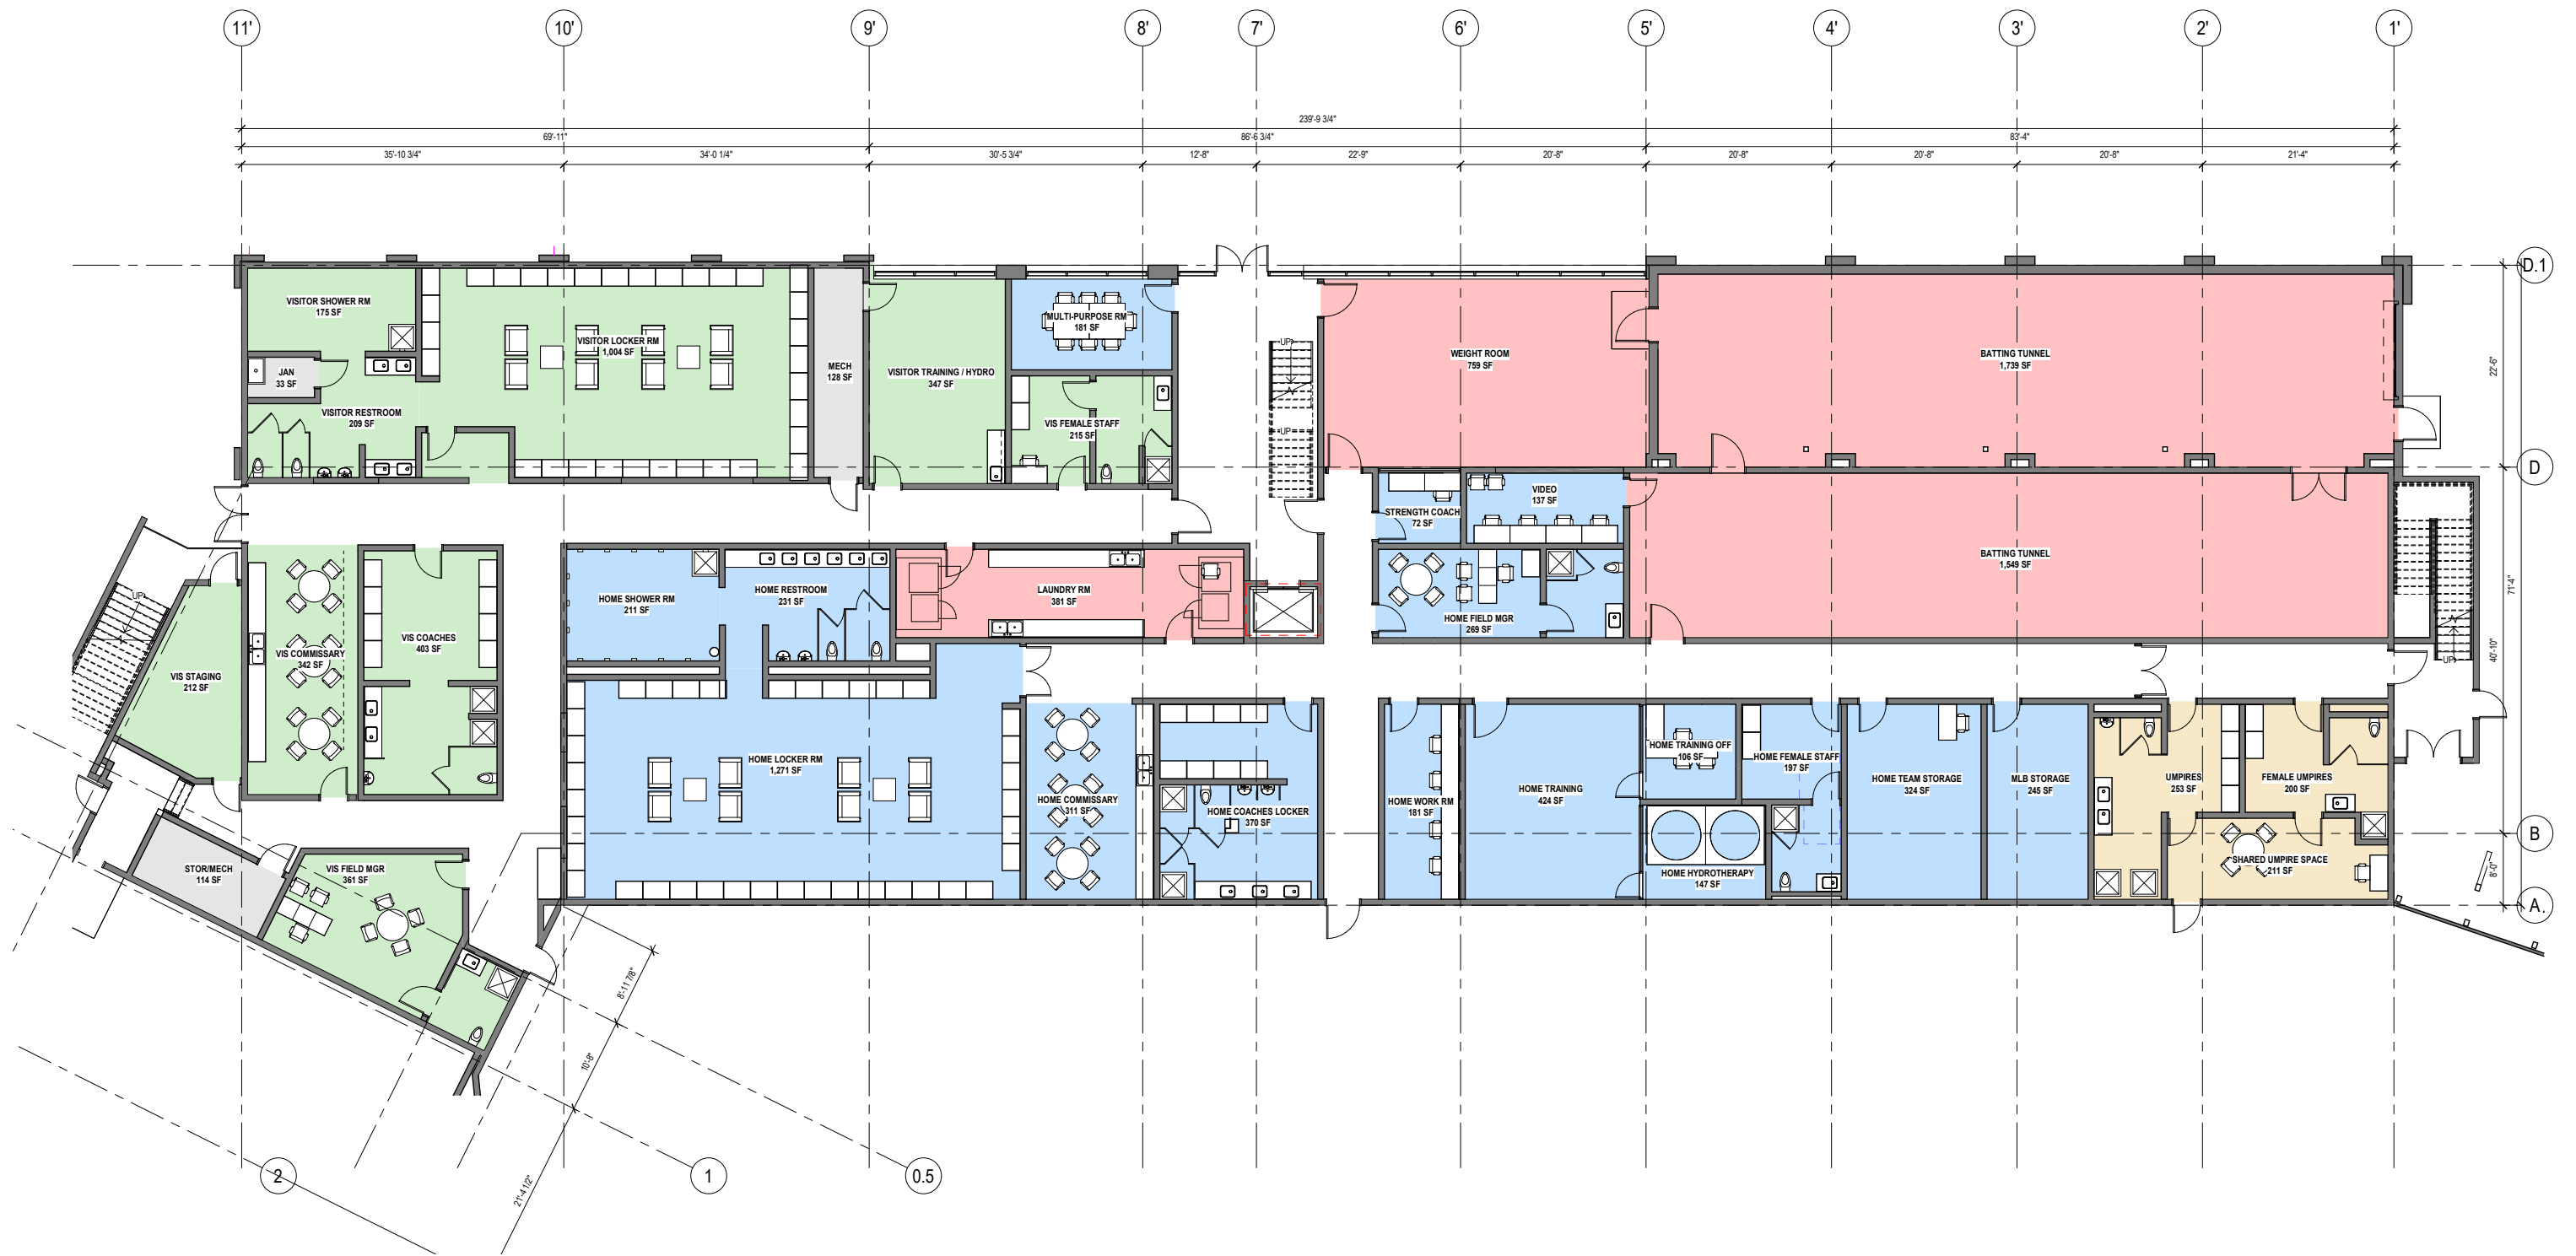 11'
10'
9'
8'
7'
6'
5'
4'
3'
2'
1'
239'-9 3/4"
69'-11"
86'-6 3/4"
83'-4"
35'-10 3/4"
34'-0 1/4"
30'-5 3/4"
12'-8"
22'-9"
20'-8"
20'-8"
20'-8"
20'-8"
21'-4"
D.1
VISITOR SHOWER RM
175 SF
VISITOR LOCKER RM
1,004 SF
MECH
128 SF
JAN
33 SF
VISITOR RESTROOM
209 SF
VISITOR TRAINING / HYDRO
347 SF
MULTI-PURPOSE RM
181 SF
VIS FEMALE STAFF
215 SF
UP
UP
WEIGHT ROOM
759 SF
BATTING TUNNEL
1,739 SF
22'-6"
D
STRENGTH COACH
72 SF
VIDEO
137 SF
BATTING TUNNEL
1,549 SF
71'-4"
40'-10"
UP
UP
VIS STAGING
212 SF
VIS COMMISSARY
342 SF
VIS COACHES
403 SF
HOME SHOWER RM
211 SF
HOME RESTROOM
231 SF
LAUNDRY RM
381 SF
HOME FIELD MGR
269 SF
HOME LOCKER RM
1,271 SF
HOME COMMISSARY
311 SF
HOME COACHES LOCKER
370 SF
HOME WORK RM
181 SF
HOME TRAINING
424 SF
HOME TRAINING OFF
106 SF
HOME FEMALE STAFF
197 SF
HOME HYDROTHERAPY
147 SF
HOME TEAM STORAGE
324 SF
MLB STORAGE
245 SF
UMPIRES
253 SF
FEMALE UMPIRES
200 SF
SHARED UMPIRE SPACE
211 SF
B
8'-0"
A.
STOR/MECH
114 SF
VIS FIELD MGR
361 SF
8'-11 7/8"
10'-8"
21'-4 1/2"
2
1
0.5